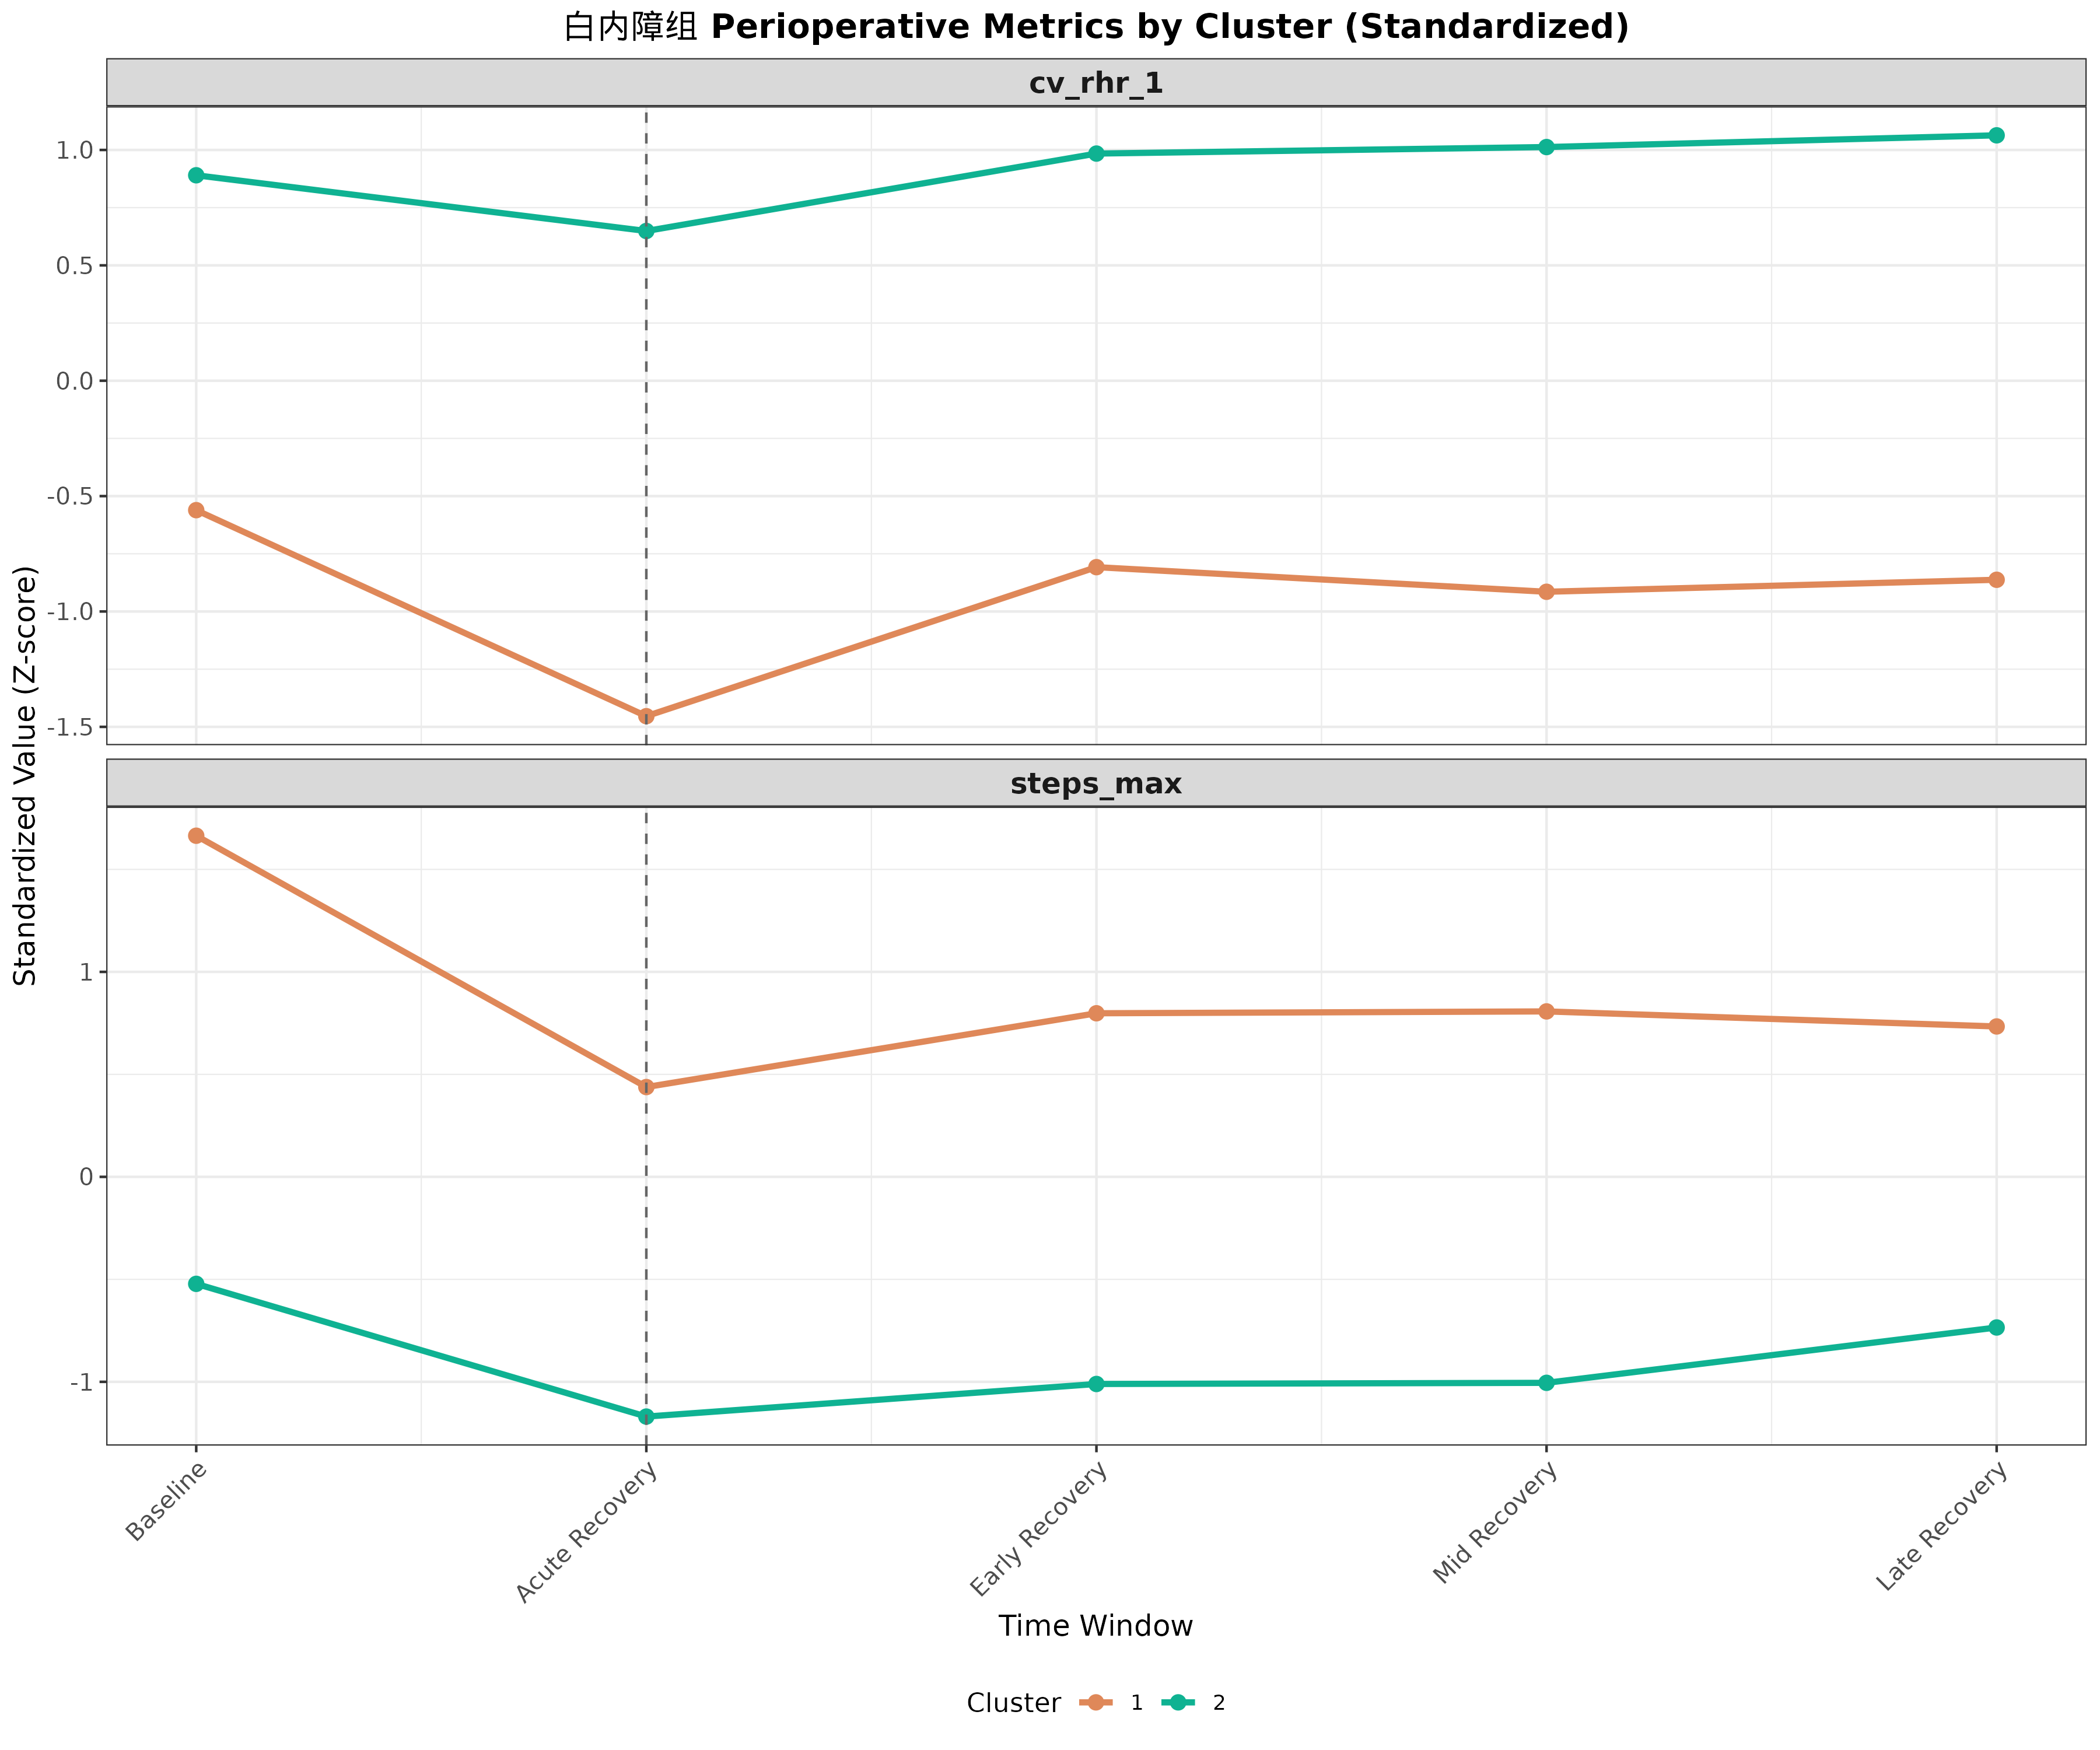 白内障组 Perioperative Metrics by Cluster (Standardized)
cv_rhr_1
1.0
0.5
0.0
-0.5
-1.0
-1.5
Standardized Value (Z-score)
steps_max
1
0
-1
Baseline
Acute Recovery
Early Recovery
Mid Recovery
Late Recovery
Time Window
Cluster 1 2